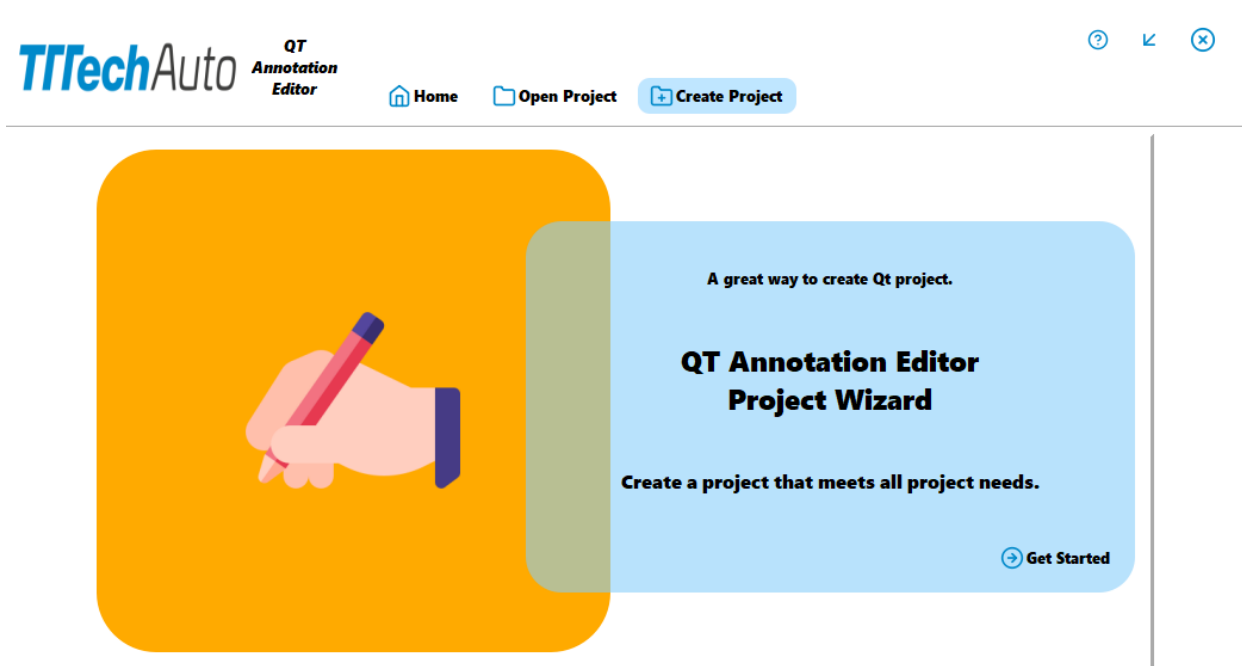 TTTechAuto
QT
Annotation
Editor
Home
Open Project
Create Project
A great way to create Qt project.
QT Annotation Editor
Project Wizard
Create a project that meets all project needs.
Get Started